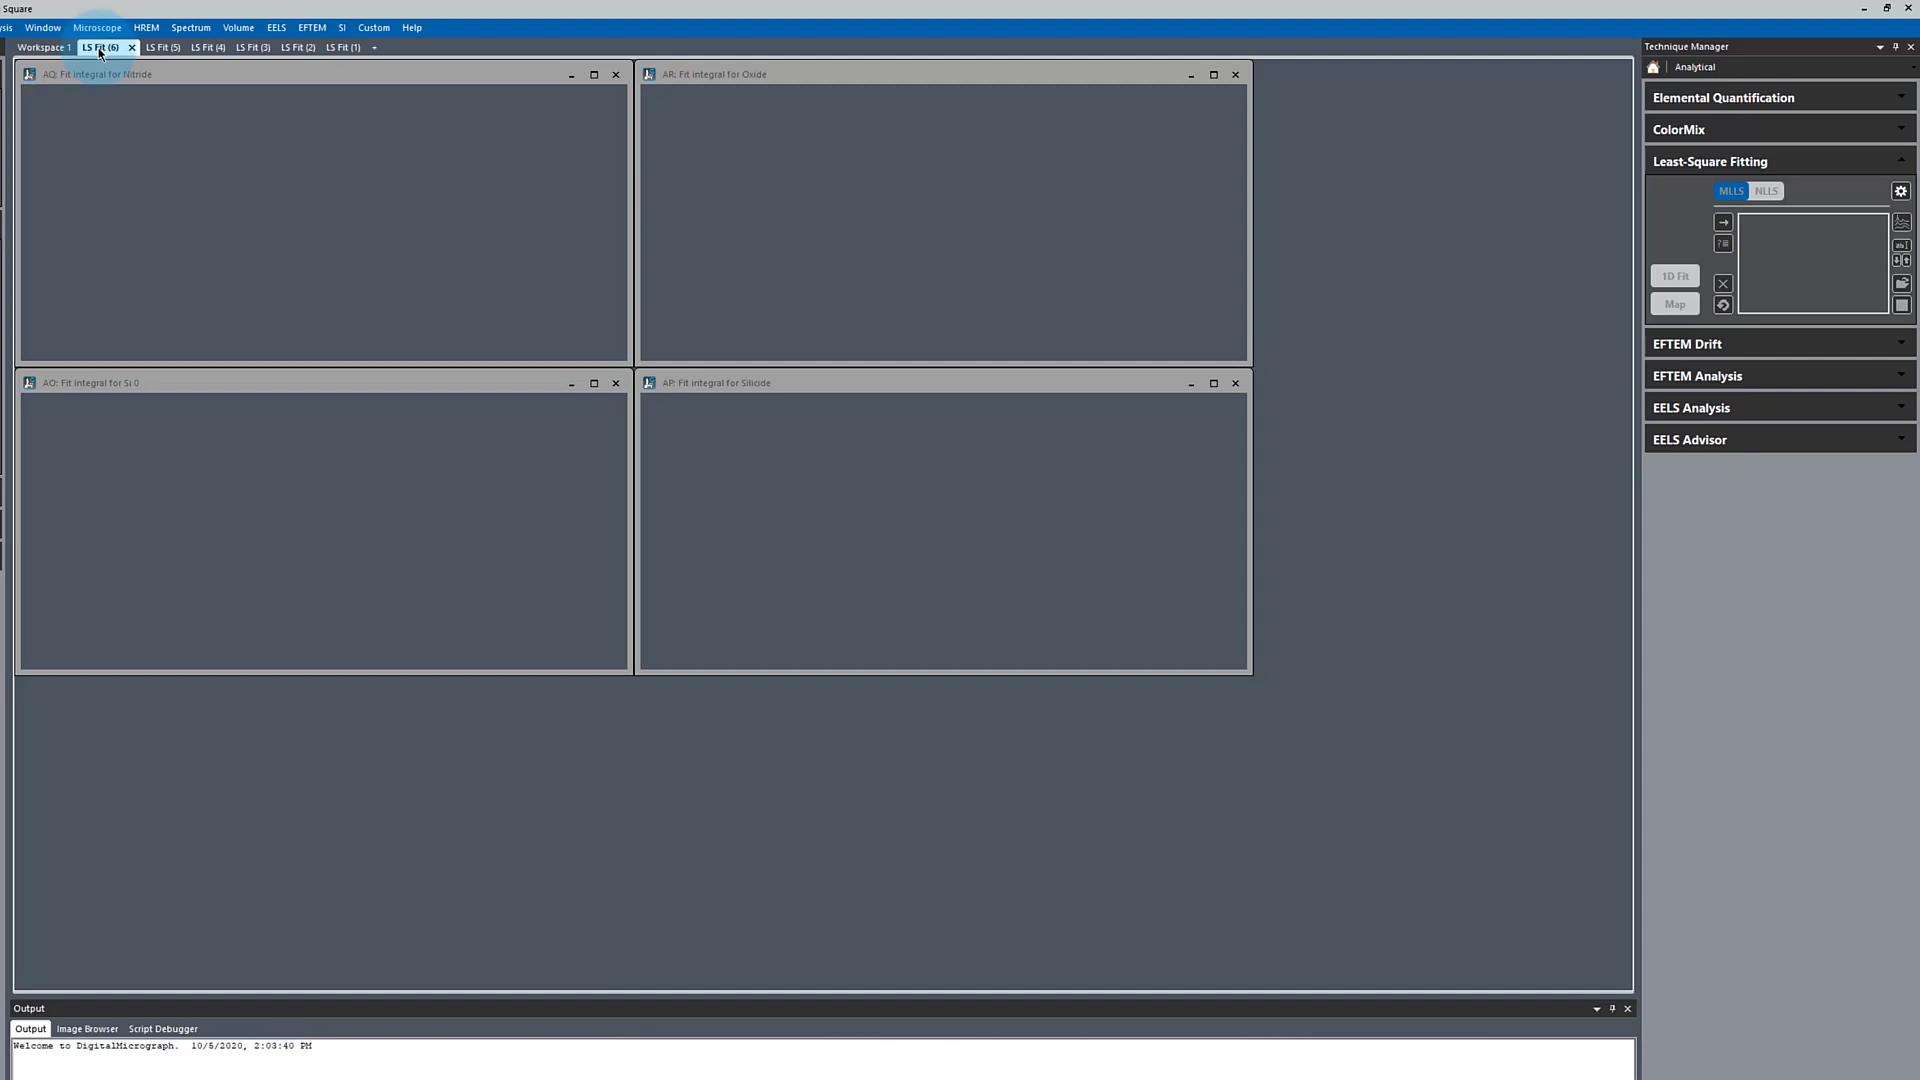 Square
ysis Window Microscope HREM Spectrum Volume EELS EFTEM SI Custom Help
Workspace 1 LS Fit (6) LS Fit (5) LS Fit (4) LS Fit (3) LS Fit (2) LS Fit (1) +
Technique Manager
Analytical
AQ: Fit integral for Nitride
AR: Fit integral for Oxide
AO: Fit integral for Si 0
AP: Fit integral for Silicide
Elemental Quantification
ColorMix
Least-Square Fitting
MLLS NLLS
1D Fit
Map
EFTEM Drift
EFTEM Analysis
EELS Analysis
EELS Advisor
Output
Output Image Browser Script Debugger
Welcome to DigitalMicrograph. 10/5/2020, 2:03:40 PM